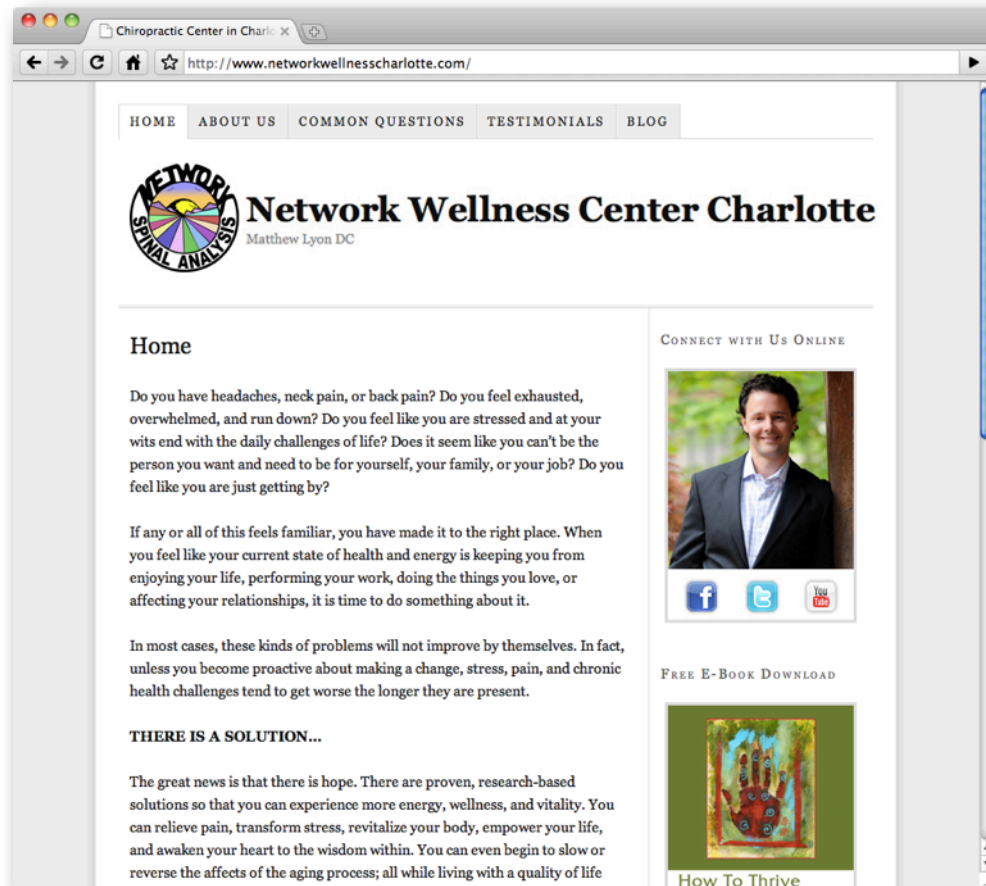 Chiropractic Center in Charlo
http://www.networkwellnesscharlotte.com/
HOME ABOUT US COMMON QUESTIONS TESTIMONIALS BLOG
NETWORK
SPINAL ANALYSIS
Network Wellness Center Charlotte
Matthew Lyon DC
Home
Do you have headaches, neck pain, or back pain? Do you feel exhausted,
overwhelmed, and run down? Do you feel like you are stressed and at your
wits end with the daily challenges of life? Does it seem like you can't be the
person you want and need to be for yourself, your family, or your job? Do you
feel like you are just getting by?
If any or all of this feels familiar, you have made it to the right place. When
you feel like your current state of health and energy is keeping you from
enjoying your life, performing your work, doing the things you love, or
affecting your relationships, it is time to do something about it.
In most cases, these kinds of problems will not improve by themselves. In fact,
unless you become proactive about making a change, stress, pain, and chronic
health challenges tend to get worse the longer they are present.
THERE IS A SOLUTION...
The great news is that there is hope. There are proven, research-based
solutions so that you can experience more energy, wellness, and vitality. You
can relieve pain, transform stress, revitalize your body, empower your life,
and awaken your heart to the wisdom within. You can even begin to slow or
reverse the affects of the aging process; all while living with a quality of life
Connect with Us Online
f
t
You
Tube
Free E-Book Download
How To Thrive